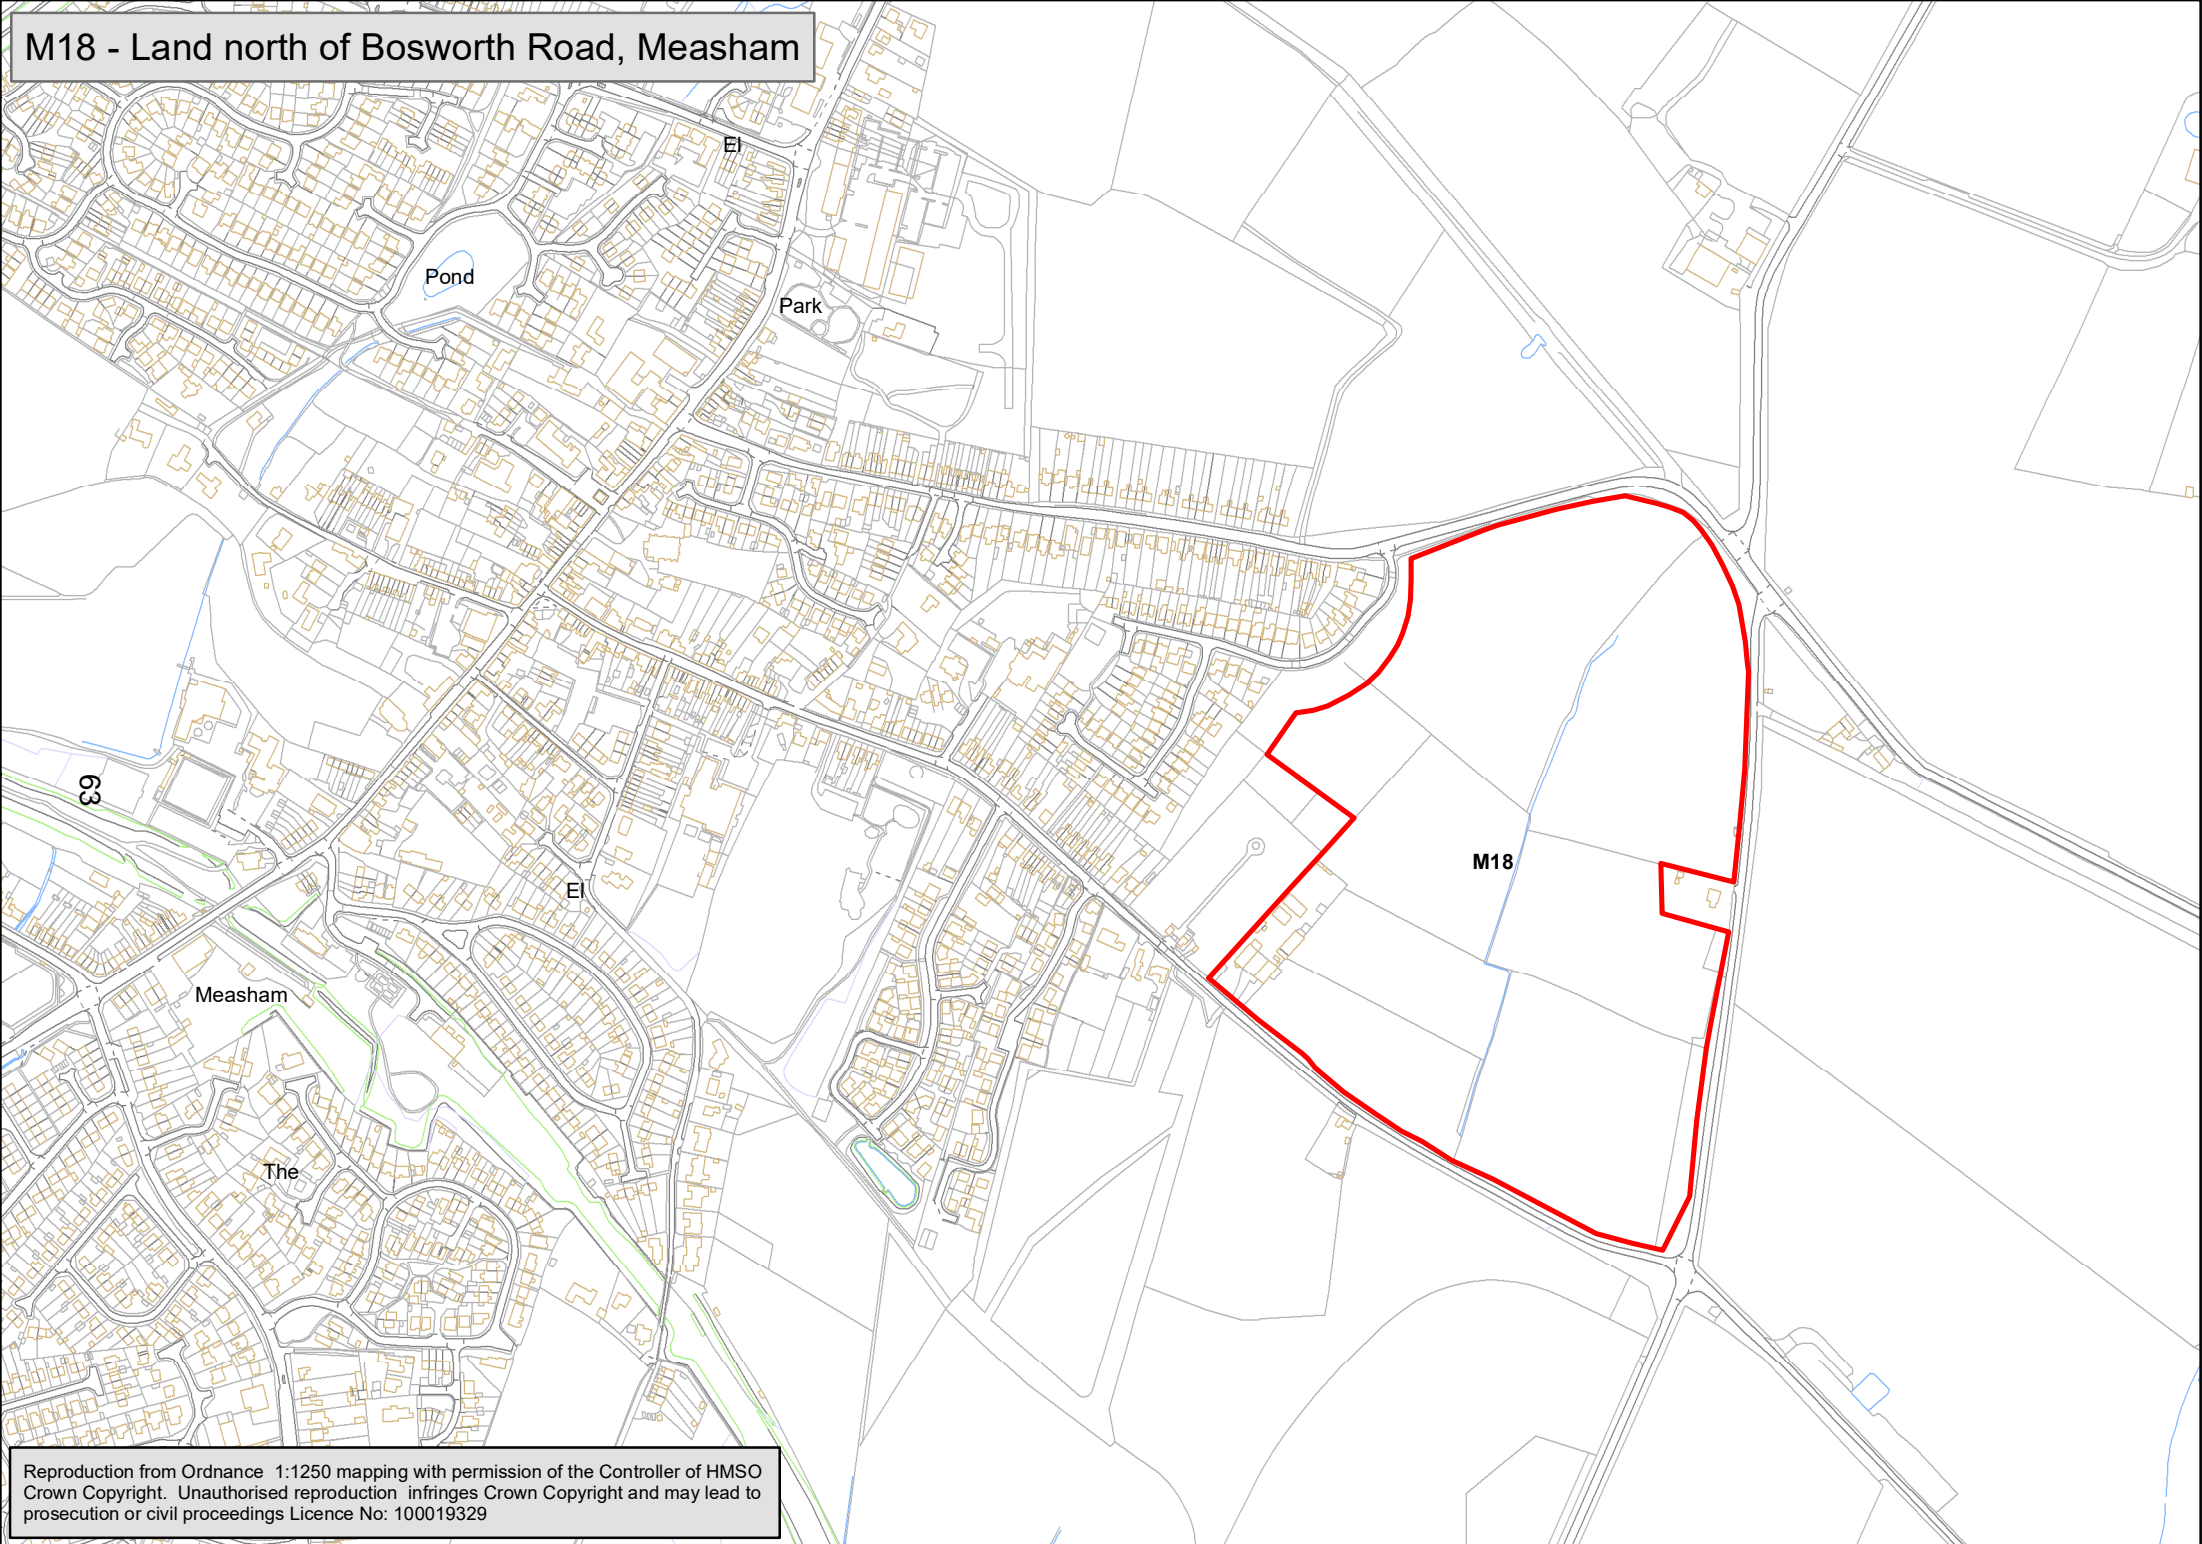 M18 - Land north of Bosworth Road, Measham
El
Pond
Park
63
M18
El
Measham
The
Reproduction from Ordnance 1:1250 mapping with permission of the Controller of HMSO
Crown Copyright. Unauthorised reproduction infringes Crown Copyright and may lead to
prosecution or civil proceedings Licence No: 100019329